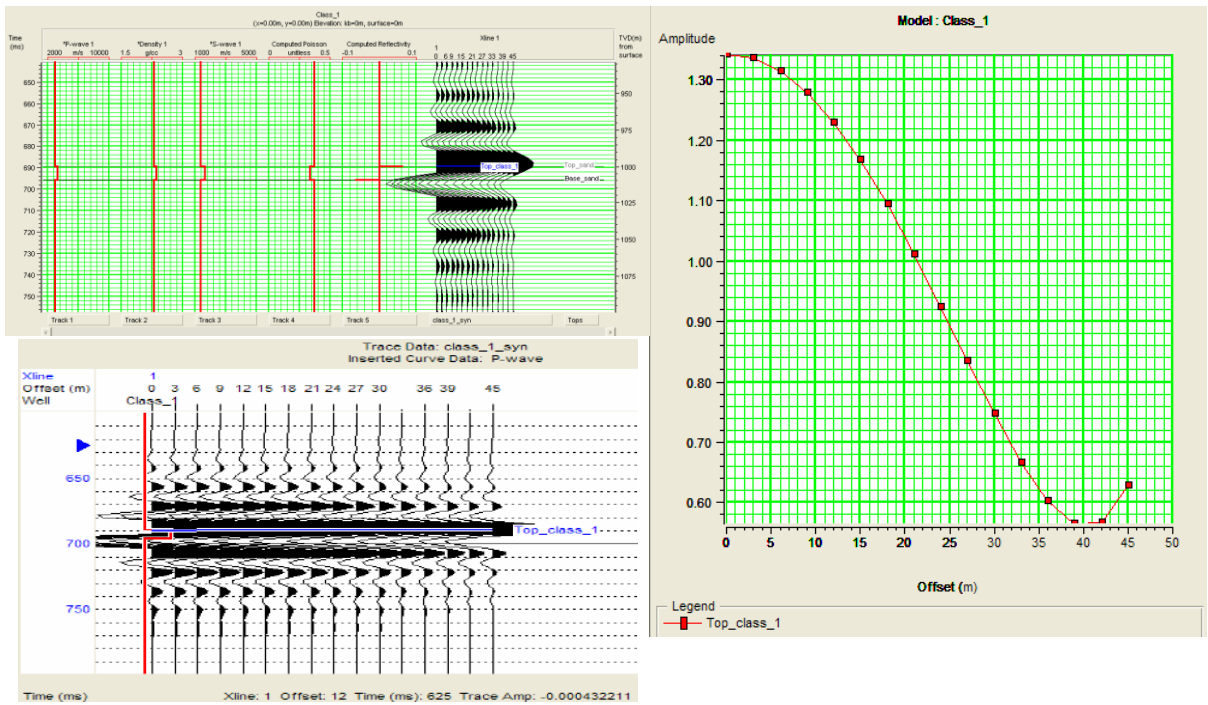 Class_1
(x=0.00m, y=0.00m) Elevation: kb=0m, surface=0m
Time (ms)
*P-wave 1
2000 m/s 10000
*Density 1
1.5 g/cc 3
*S-wave 1
1000 m/s 5000
Computed Poisson
0 unitless 0.5
Computed Reflectivity
-0.1 0.1
Xline 1
1
0 6 9 15 21 27 33 39 45
TVD(m) from surface
650
660
670
680
690
700
710
720
730
740
750
950
975
1000
1025
1050
1075
Top_class_1
Top_sand
Base_sand
Track 1 Track 2 Track 3 Track 4 Track 5 class_1_syn Tops
Trace Data: class_1_syn
Inserted Curve Data: P-wave
Xline 1
Offset (m) 0 3 6 9 12 15 18 21 24 27 30 36 39 45
Well Class_1
650
700
750
Top_class_1
Time (ms) Xline: 1 Offset: 12 Time (ms): 625 Trace Amp: -0.000432211
Model : Class_1
Amplitude
1.30
1.20
1.10
1.00
0.90
0.80
0.70
0.60
0 5 10 15 20 25 30 35 40 45 50
Offset (m)
Legend
Top_class_1